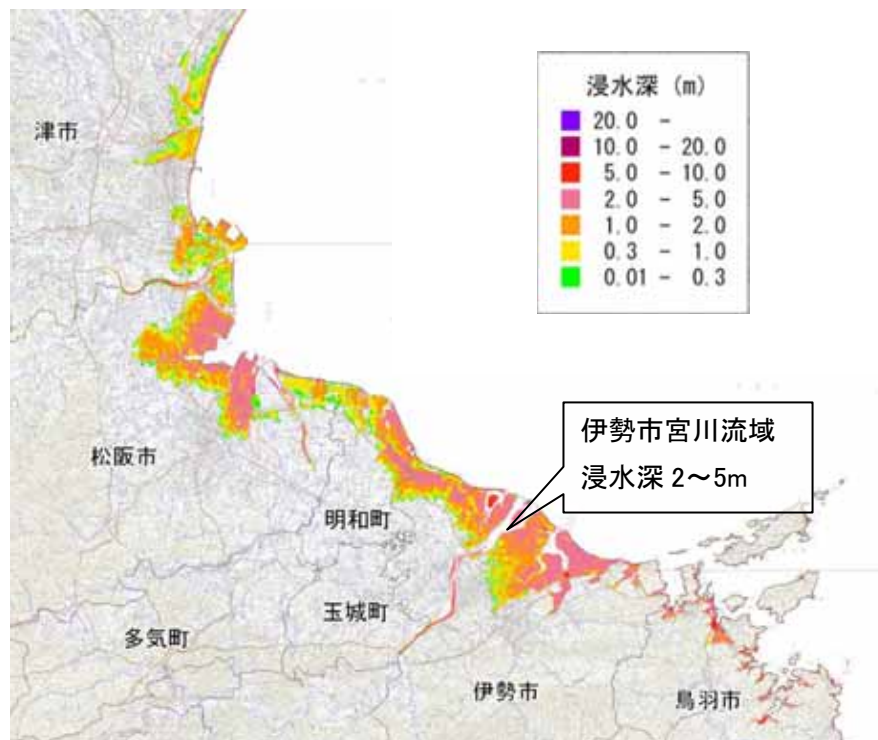 浸水深 (m)
20.0 -
10.0 - 20.0
5.0 - 10.0
2.0 - 5.0
1.0 - 2.0
0.3 - 1.0
0.01 - 0.3
津市
松阪市
伊勢市宮川流域
浸水深 2～5m
明和町
玉城町
多気町
伊勢市
鳥羽市